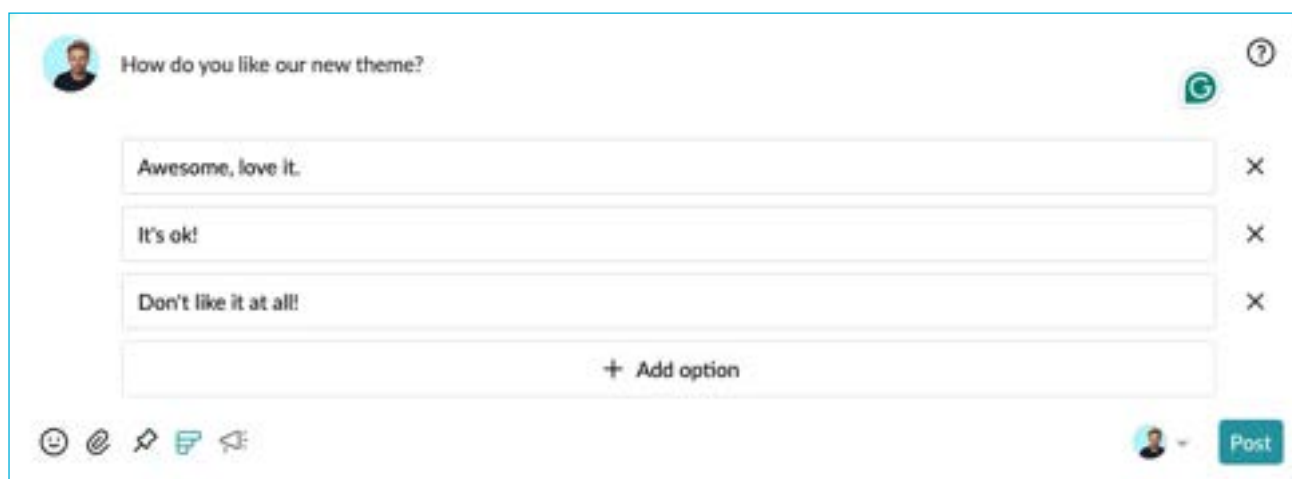 How do you like our new theme?
Awesome, love it.
It's ok!
Don't like it at all!
+ Add option
Post